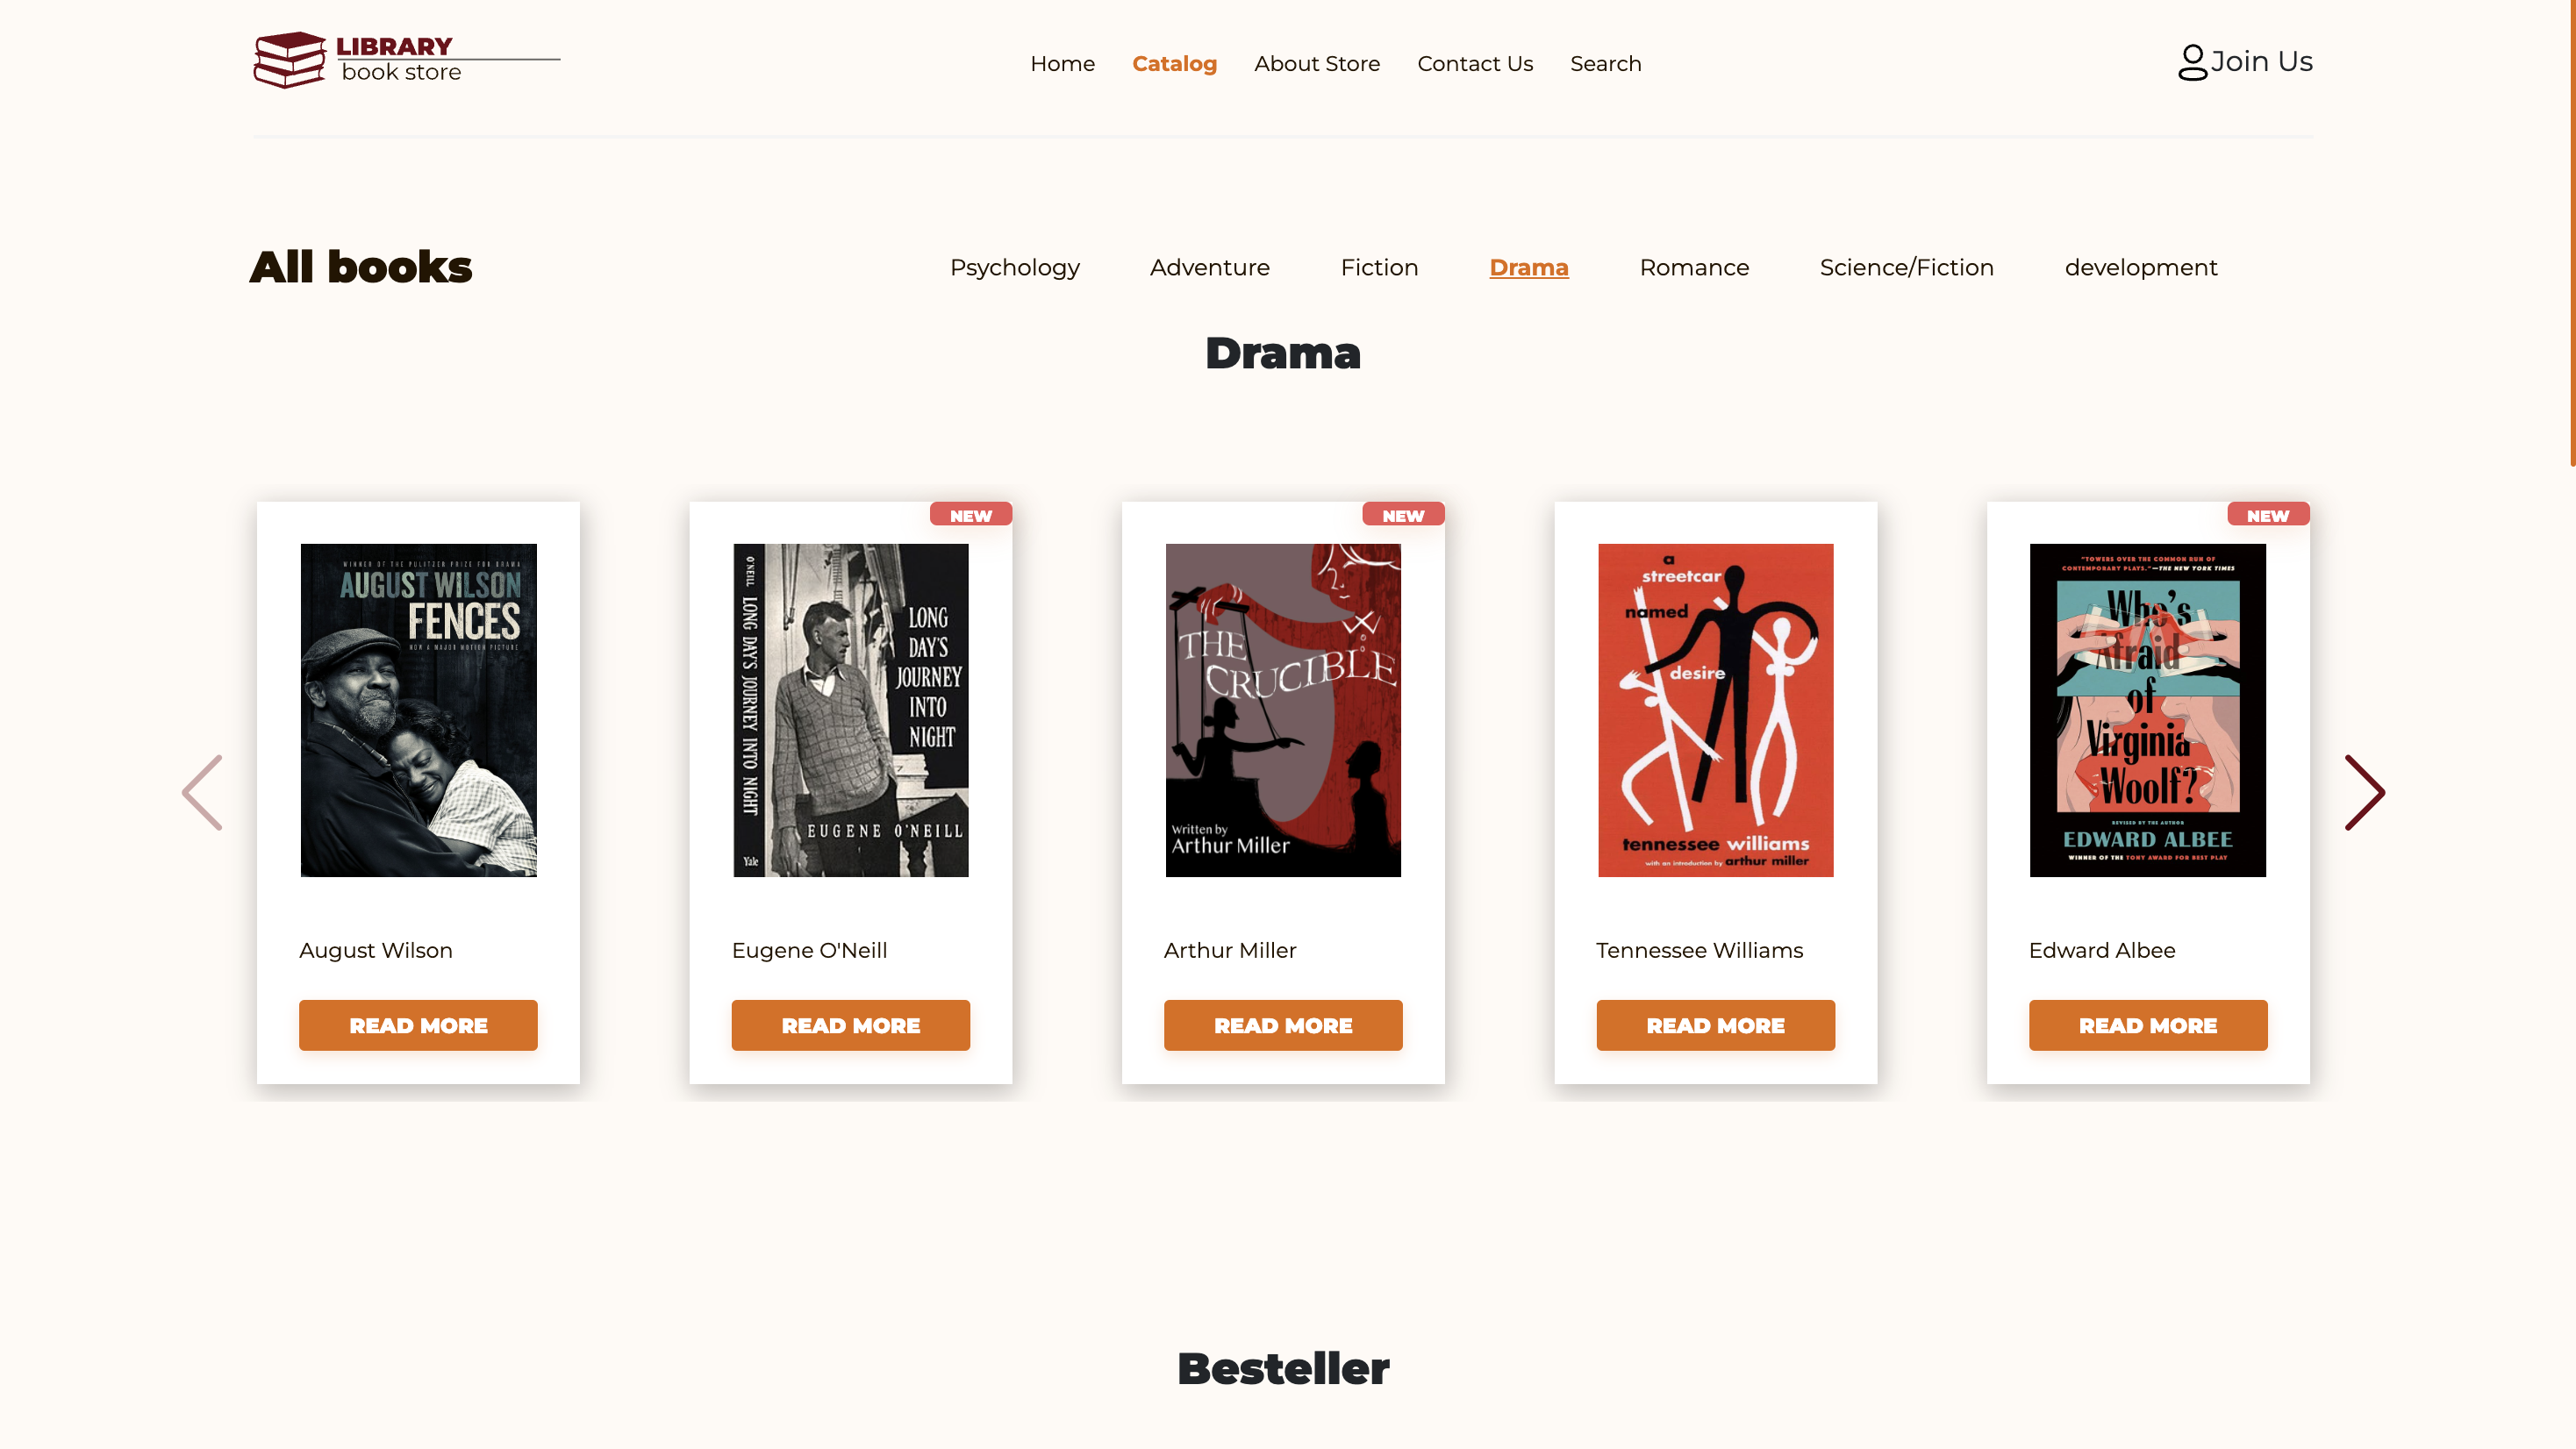 LIBRARY
book store
Home Catalog About Store Contact Us Search
Join Us
All books
Psychology Adventure Fiction Drama Romance Science/Fiction development
Drama
WINNER OF THE PULITZER PRIZE FOR DRAMA
AUGUST WILSON
FENCES
NOW A MAJOR MOTION PICTURE
August Wilson
READ MORE
NEW
O'NEILL LONG DAY'S JOURNEY INTO NIGHT Yale
LONG
DAY'S
JOURNEY
INTO
NIGHT
EUGENE O'NEILL
Eugene O'Neill
READ MORE
NEW
THE
CRUCIBLE
Written by
Arthur Miller
Arthur Miller
READ MORE
a
streetcar
named
desire
tennessee williams
with an introduction by arthur miller
Tennessee Williams
READ MORE
NEW
"TOWERS OVER THE COMMON RUN OF
CONTEMPORARY PLAYS."—THE NEW YORK TIMES
Who's
Afraid
of
Virginia
Woolf?
REVISED BY THE AUTHOR
EDWARD ALBEE
WINNER OF THE TONY AWARD FOR BEST PLAY
Edward Albee
READ MORE
Besteller